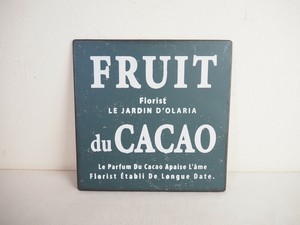 FRUIT
Florist
LE JARDIN D'OLARIA
du CACAO
Le Parfum Du Cacao Apaise L'âme
Florist Établi De Longue Date.